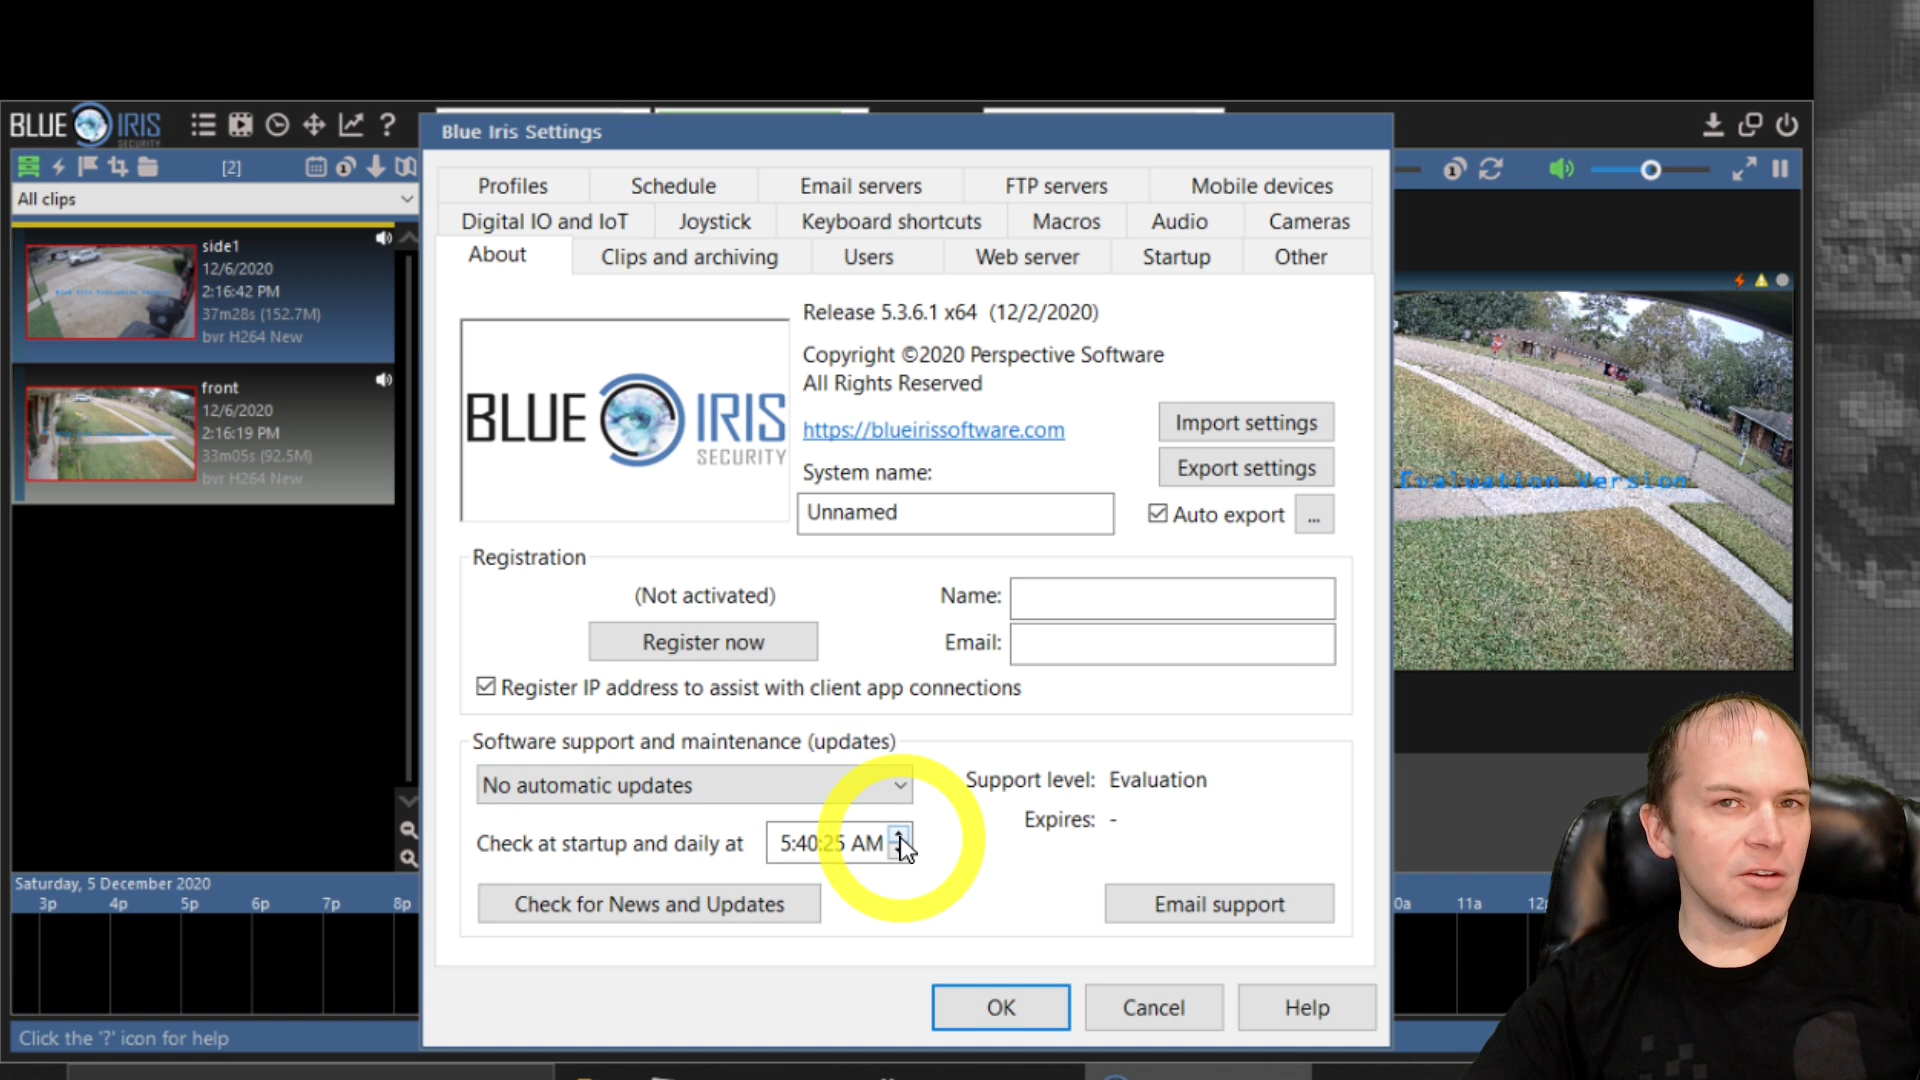 BLUE IRIS
SECURITY
?
[2]
1
All clips
side1
12/6/2020
2:16:42 PM
37m28s (152.7M)
bvr H264 New
front
12/6/2020
2:16:19 PM
33m05s (92.5M)
bvr H264 New
Saturday, 5 December 2020
3p 4p 5p 6p 7p 8p
Click the '?' icon for help
Blue Iris Settings
Profiles Schedule Email servers FTP servers Mobile devices
Digital IO and IoT Joystick Keyboard shortcuts Macros Audio Cameras
About Clips and archiving Users Web server Startup Other
BLUE IRIS
SECURITY
Release 5.3.6.1 x64 (12/2/2020)
Copyright ©2020 Perspective Software
All Rights Reserved
https://blueirissoftware.com
Import settings
Export settings
System name:
Unnamed
Auto export
...
Registration
(Not activated)
Name:
Register now
Email:
Register IP address to assist with client app connections
Software support and maintenance (updates)
No automatic updates
Support level: Evaluation
Check at startup and daily at 5:40:25 AM
Expires: -
Check for News and Updates
Email support
OK Cancel Help
1
Evaluation Version
0a 11a